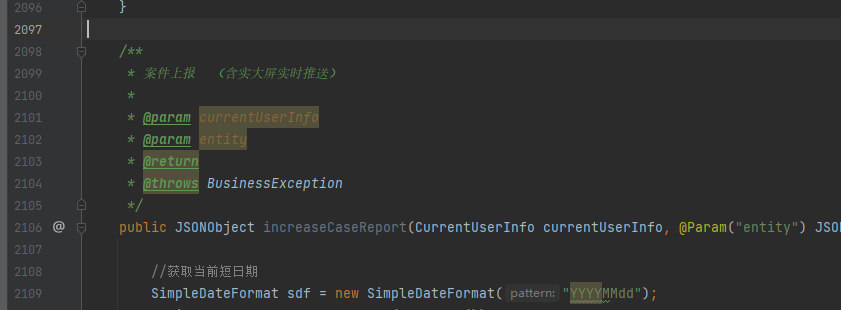 2096 }
2097
2098 /**
2099 * 案件上报 （含实大屏实时推送）
2100 *
2101 * @param currentUserInfo
2102 * @param entity
2103 * @return
2104 * @throws BusinessException
2105 */
2106 @ public JSONObject increaseCaseReport(CurrentUserInfo currentUserInfo, @Param("entity") JSON
2107
2108 //获取当前短日期
2109 SimpleDateFormat sdf = new SimpleDateFormat( pattern: "YYYYMMdd");